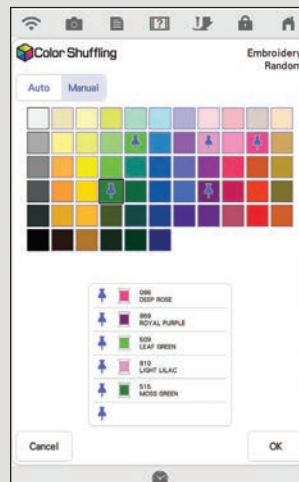 Color Shuffling
Embroidery
Random
Auto
Manual
086
DEEP ROSE
869
ROYAL PURPLE
509
LEAF GREEN
810
LIGHT LILAC
515
MOSS GREEN
Cancel
OK